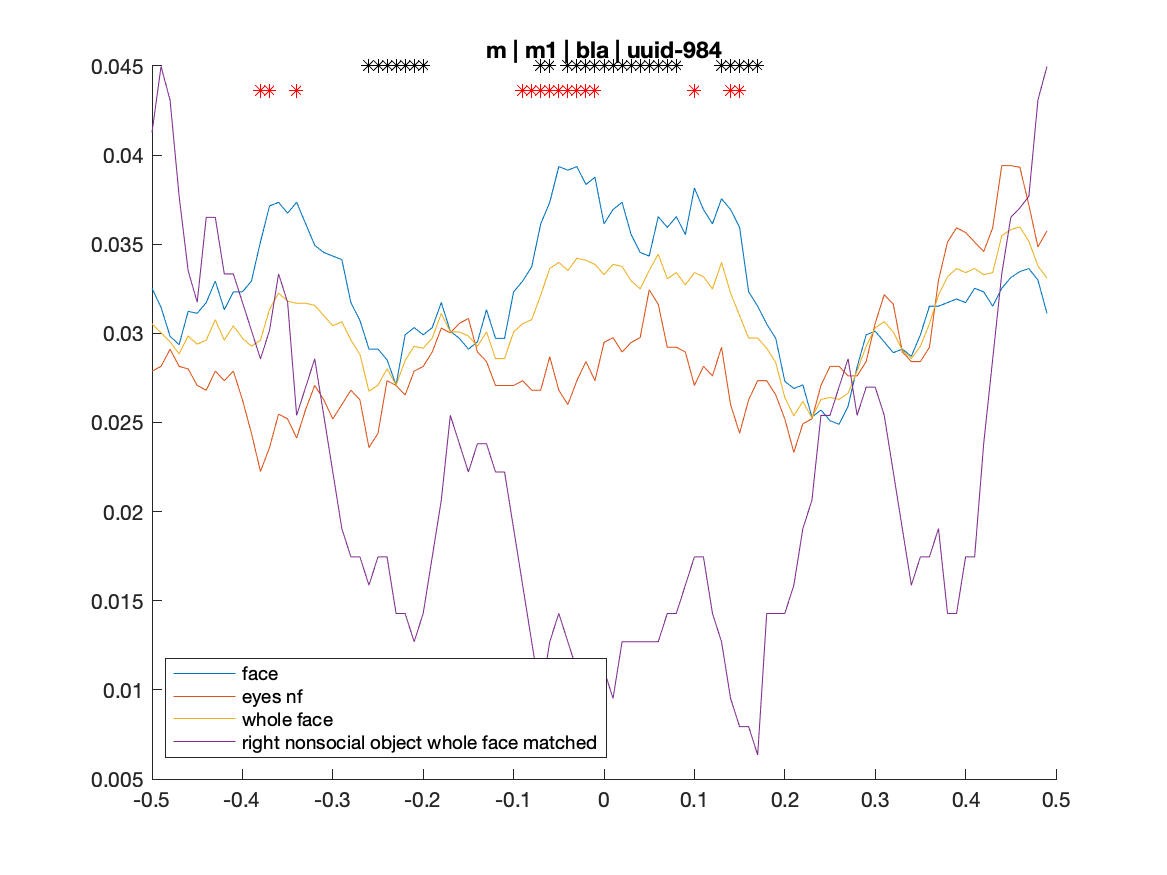 m | m1 | bla | uuid-984
0.045
0.04
0.035
0.03
0.025
0.02
0.015
0.01
0.005
face
eyes nf
whole face
right nonsocial object whole face matched
-0.5 -0.4 -0.3 -0.2 -0.1 0 0.1 0.2 0.3 0.4 0.5